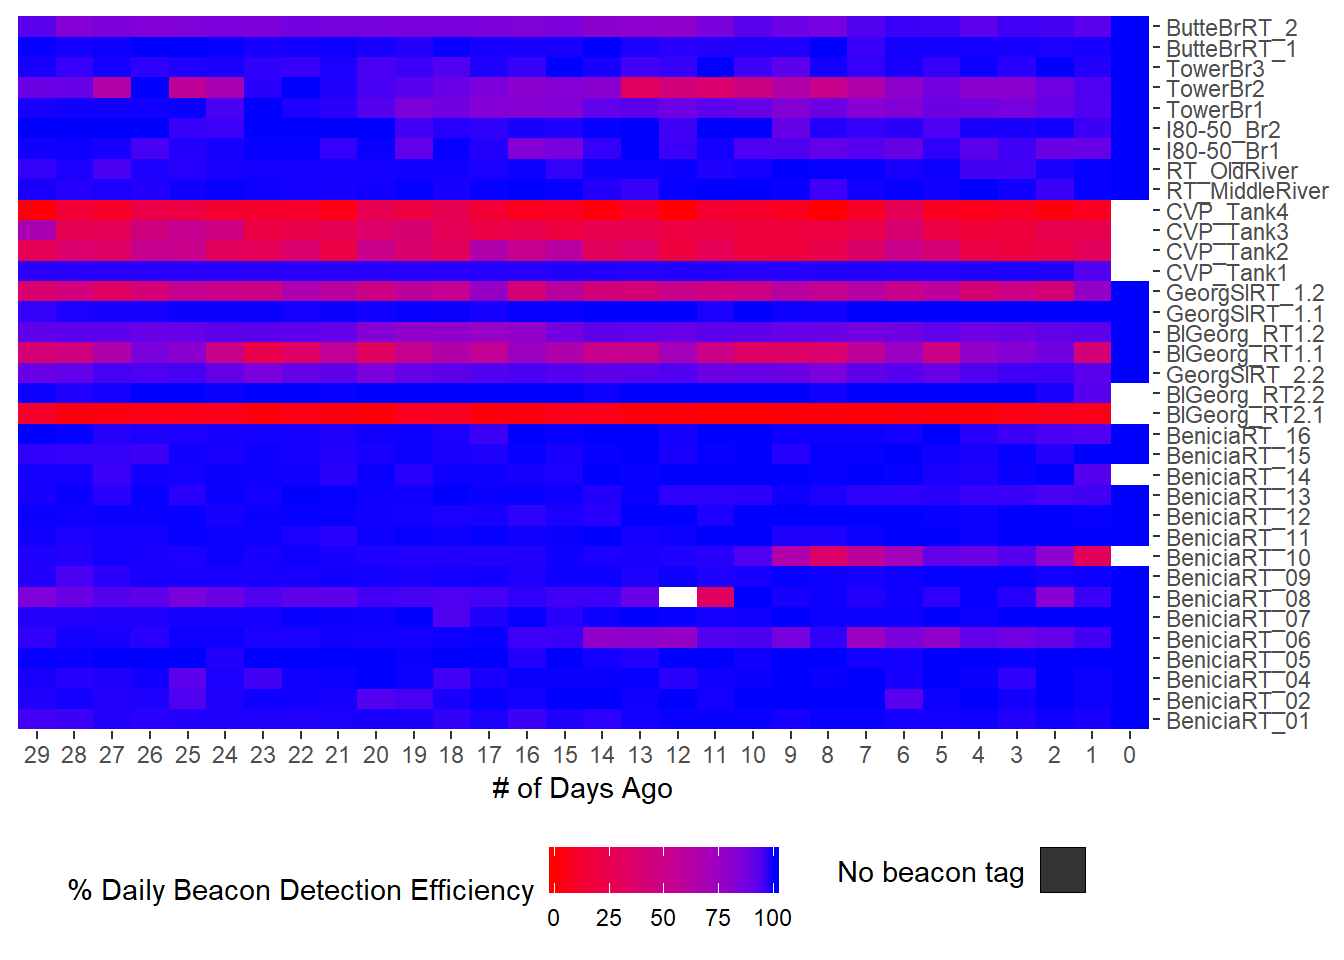 ButteBrRT_2
ButteBrRT_1
TowerBr3
TowerBr2
TowerBr1
I80-50_Br2
I80-50_Br1
RT_OldRiver
RT_MiddleRiver
CVP_Tank4
CVP_Tank3
CVP_Tank2
CVP_Tank1
GeorgSlRT_1.2
GeorgSlRT_1.1
BlGeorg_RT1.2
BlGeorg_RT1.1
GeorgSlRT_2.2
BlGeorg_RT2.2
BlGeorg_RT2.1
BeniciaRT_16
BeniciaRT_15
BeniciaRT_14
BeniciaRT_13
BeniciaRT_12
BeniciaRT_11
BeniciaRT_10
BeniciaRT_09
BeniciaRT_08
BeniciaRT_07
BeniciaRT_06
BeniciaRT_05
BeniciaRT_04
BeniciaRT_02
BeniciaRT_01
29 28 27 26 25 24 23 22 21 20 19 18 17 16 15 14 13 12 11 10 9 8 7 6 5 4 3 2 1 0
# of Days Ago
% Daily Beacon Detection Efficiency
0 25 50 75 100
No beacon tag